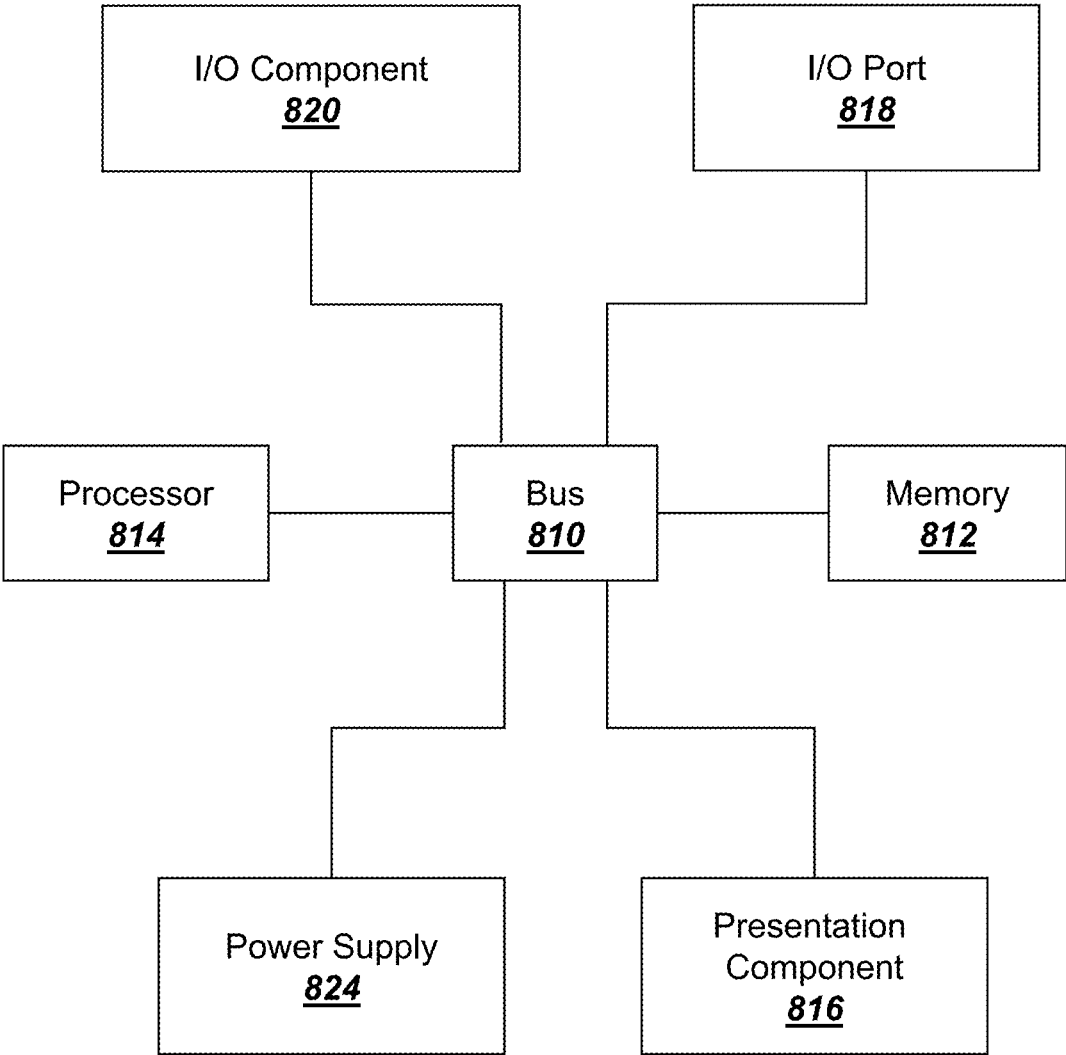 I/O Component
820
I/O Port
818
Processor
814
Bus
810
Memory
812
Power Supply
824
Presentation
Component
816